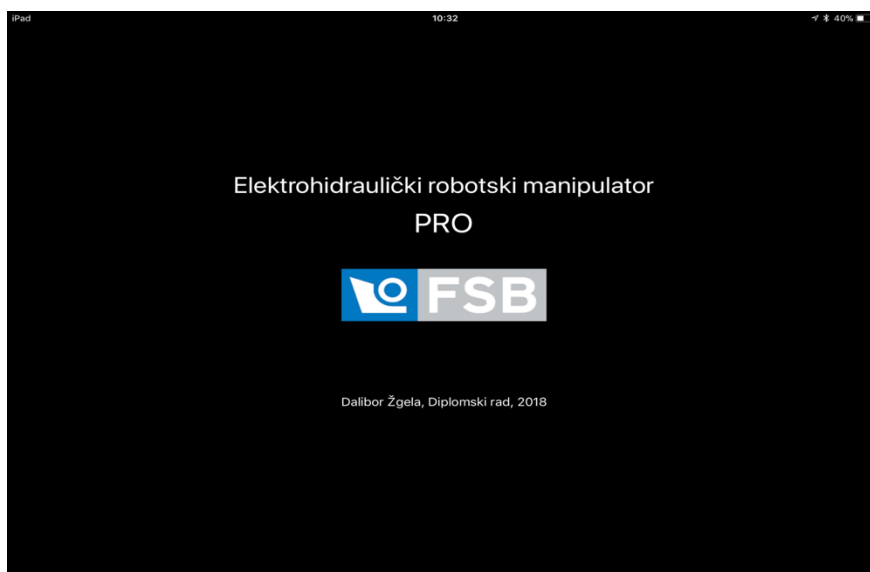 iPad
10:32
40%
Elektrohidraulički robotski manipulator
PRO
FSB
Dalibor Žgela, Diplomski rad, 2018